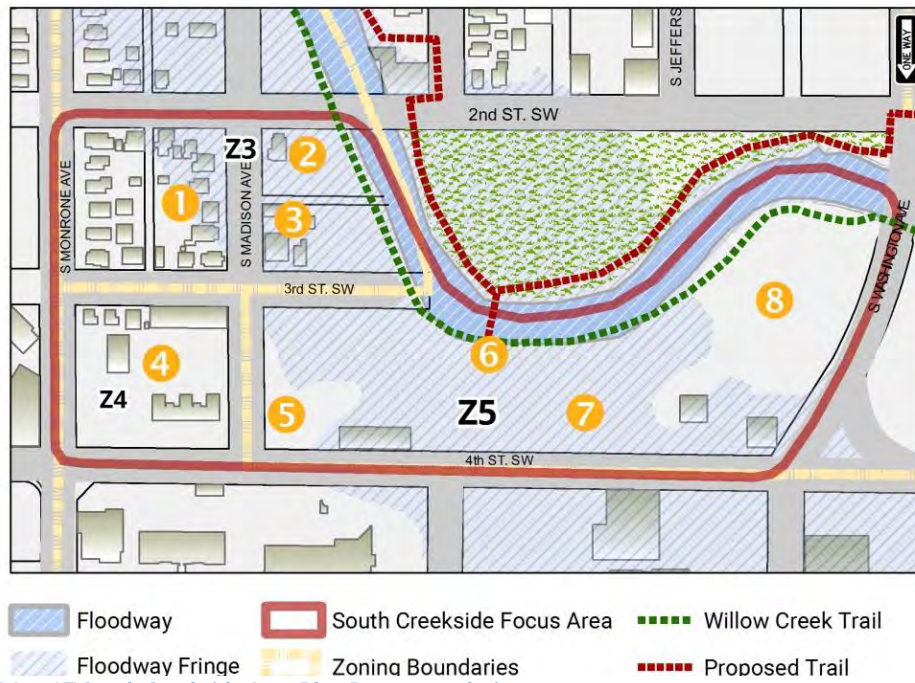 S JEFFERS
ONE WAY
2nd ST. SW
Z3
2
1
S MONRONE AVE
S MADISON AVE
3
S WASHINGTON AVE
3rd ST. SW
8
6
4
Z4
5
Z5
7
4th ST. SW
Floodway
South Creekside Focus Area
Willow Creek Trail
Floodway Fringe
Zoning Boundaries
Proposed Trail